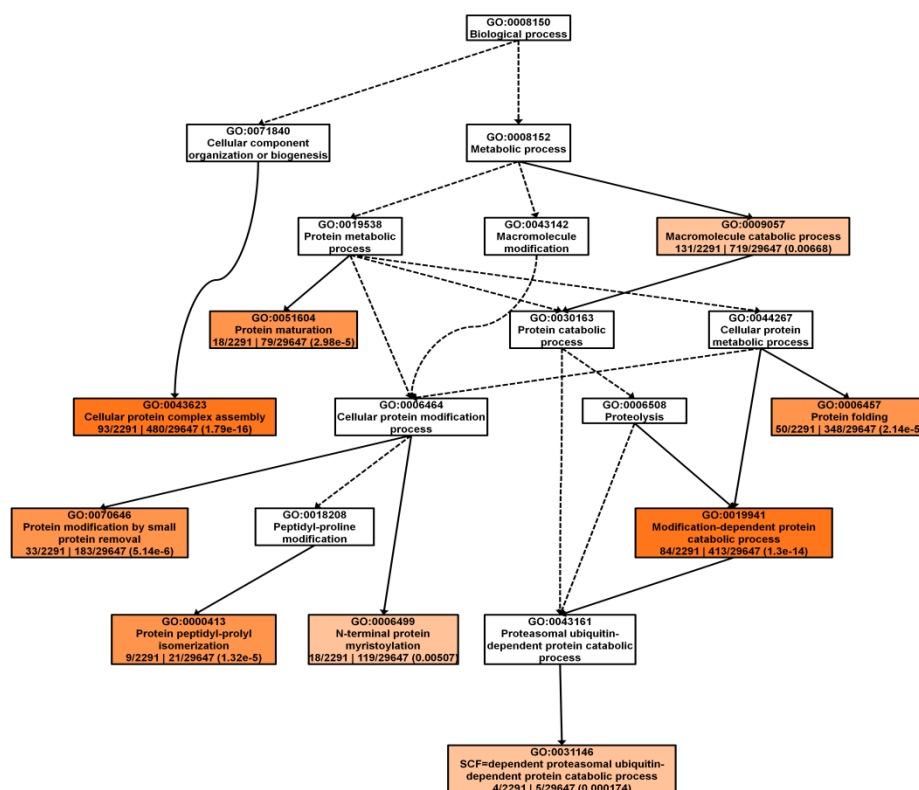 GO:0008150
Biological process
GO:0071840
Cellular component
organization or biogenesis
GO:0008152
Metabolic process
GO:0019538
Protein metabolic
process
GO:0043142
Macromolecule
modification
GO:0009057
Macromolecule catabolic process
131/2291 | 719/29647 (0.00668)
GO:0051604
Protein maturation
18/2291 | 79/29647 (2.98e-5)
GO:0030163
Protein catabolic
process
GO:0044267
Cellular protein
metabolic process
GO:0043623
Cellular protein complex assembly
93/2291 | 480/29647 (1.79e-16)
GO:0006464
Cellular protein modification
process
GO:0006508
Proteolysis
GO:0006457
Protein folding
50/2291 | 348/29647 (2.14e-5)
GO:0070646
Protein modification by small
protein removal
33/2291 | 183/29647 (5.14e-6)
GO:0018208
Peptidyl-proline
modification
GO:0019941
Modification-dependent protein
catabolic process
84/2291 | 413/29647 (1.3e-14)
GO:0000413
Protein peptidyl-prolyl
isomerization
9/2291 | 21/29647 (1.32e-5)
GO:0006499
N-terminal protein
myristoylation
18/2291 | 119/29647 (0.00507)
GO:0043161
Proteasomal ubiquitin-
dependent protein catabolic
process
GO:0031146
SCF=dependent proteasomal ubiquitin-
dependent protein catabolic process
4/2291 | 5/29647 (0.000174)